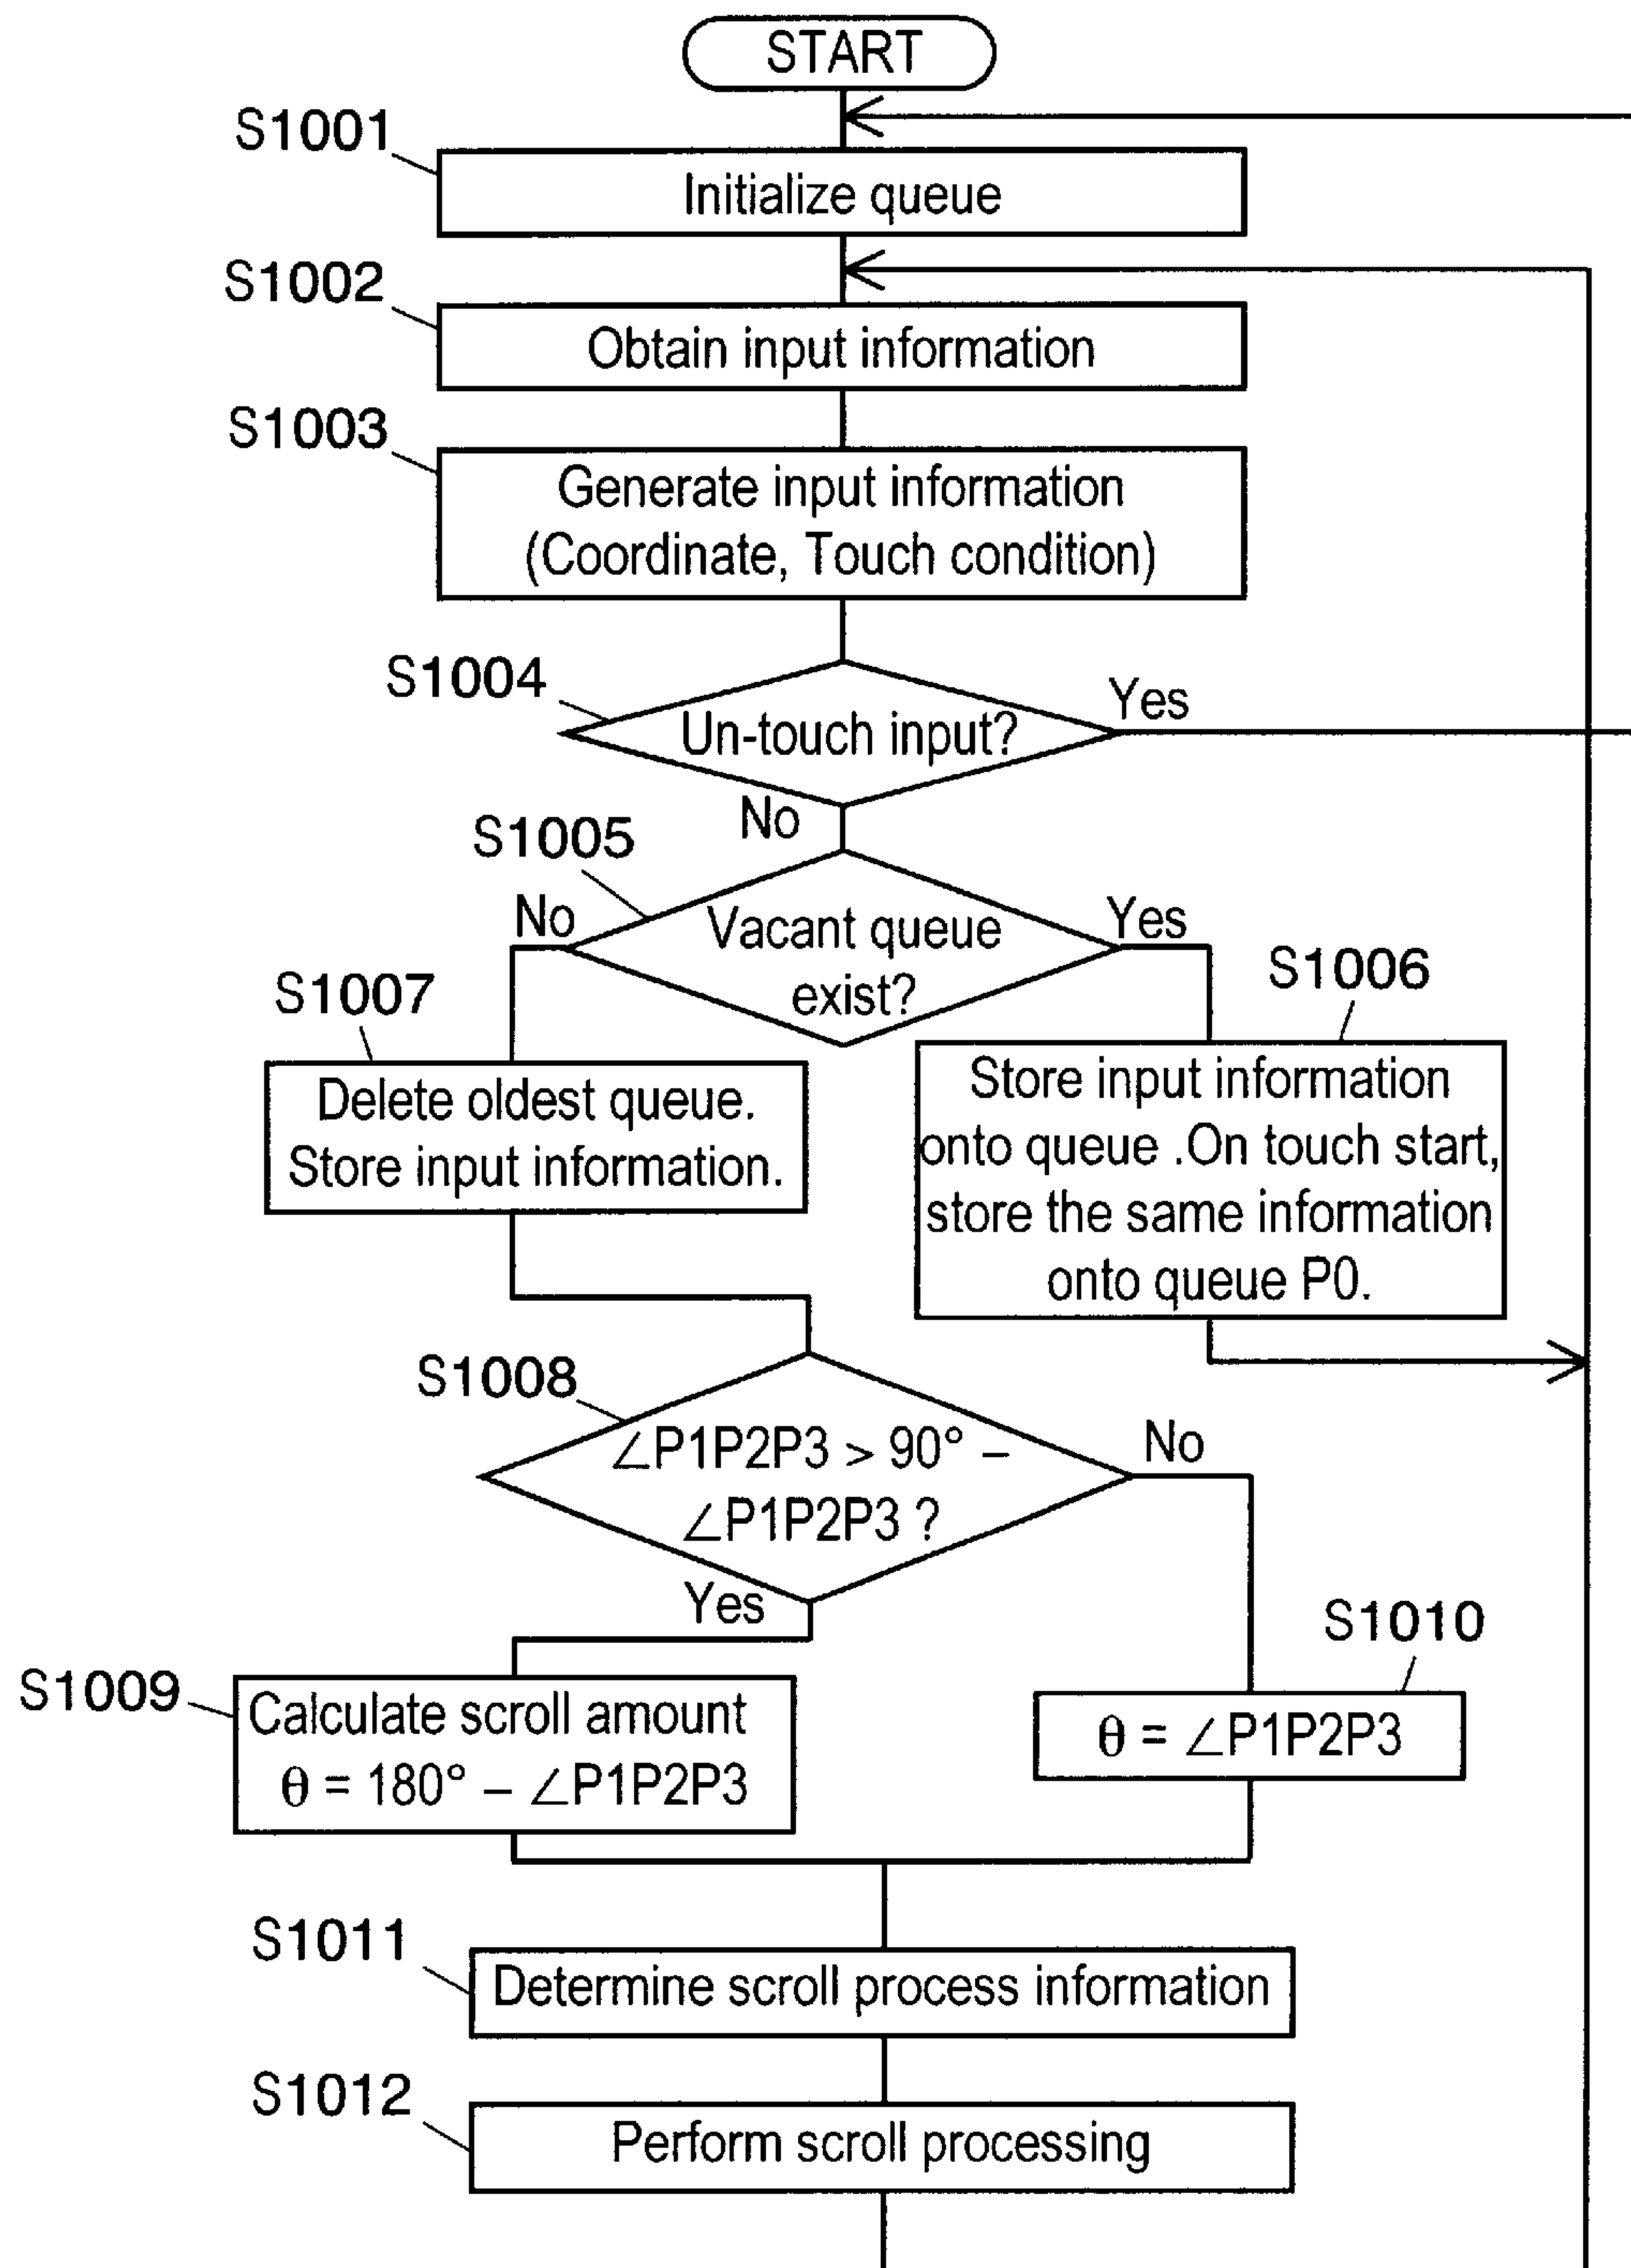 START
S1001
Initialize queue
S1002
Obtain input information
S1003
Generate input information
(Coordinate, Touch condition)
S1004
Un-touch input?
Yes
No
S1005
Vacant queue
exist?
No
Yes
S1007
Delete oldest queue.
Store input information.
S1006
Store input information
onto queue .On touch start,
store the same information
onto queue P0.
S1008
∠P1P2P3 > 90° –
∠P1P2P3 ?
No
Yes
S1009
Calculate scroll amount
θ = 180° – ∠P1P2P3
S1010
θ = ∠P1P2P3
S1011
Determine scroll process information
S1012
Perform scroll processing